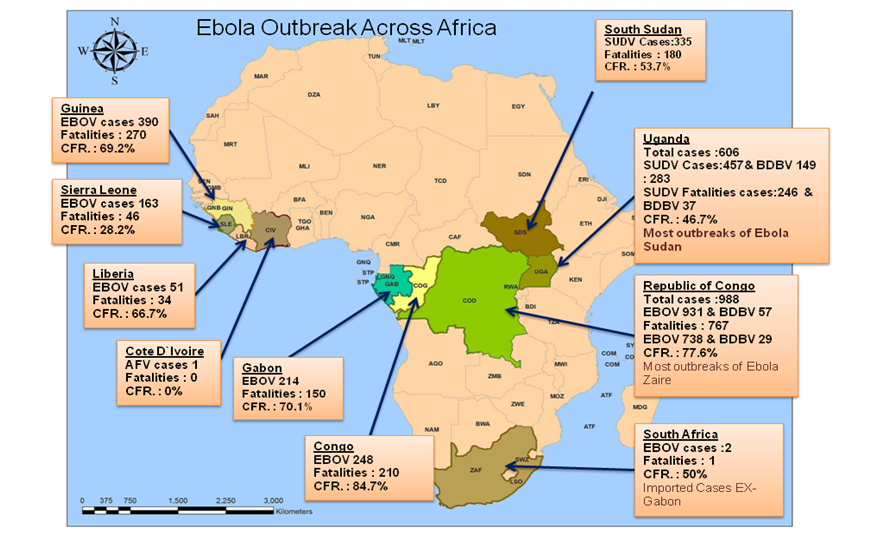 Ebola Outbreak Across Africa
N
W
E
S
South Sudan
SUDV Cases:335
Fatalities : 180
CFR. : 53.7%
Guinea
EBOV cases 390
Fatalities : 270
CFR. : 69.2%
Sierra Leone
EBOV cases 163
Fatalities : 46
CFR. : 28.2%
Liberia
EBOV cases 51
Fatalities : 34
CFR. : 66.7%
Cote D`Ivoire
AFV cases 1
Fatalities : 0
CFR. : 0%
Gabon
EBOV 214
Fatalities : 150
CFR. : 70.1%
Congo
EBOV 248
Fatalities : 210
CFR. : 84.7%
Uganda
Total cases :606
SUDV Cases:457& BDBV 149
: 283
SUDV Fatalities cases:246 &
BDBV 37
CFR. : 46.7%
Most outbreaks of Ebola
Sudan
Republic of Congo
Total cases :988
EBOV 931 & BDBV 57
Fatalities : 767
EBOV 738 & BDBV 29
CFR. : 77.6%
Most outbreaks of Ebola
Zaire
South Africa
EBOV cases :2
Fatalities : 1
CFR. : 50%
Imported Cases EX-
Gabon
MLT MLT
TUN
MAR
DZA
LBY
EGY
SAH
MRT
MLI
NER
TCD
SDN
ERI
DJI
SEN
GMB
GNB GIN
BFA
SLE
LBR
CIV
TGO
GHA
BEN
NGA
CMR
CAF
SDS
ETH
SOM
GNQ
STP
STP
GNQ
GAB
COG
COD
UGA
RWA
KEN
BDI
TZA
AGO
ZMB
MWI
COM
COM
SY
MOZ
ATF
ATF
MDG
ZWE
NAM
BWA
ZAF
SWZ
LSO
0 375 750 1,500 2,250 3,000
Kilometers